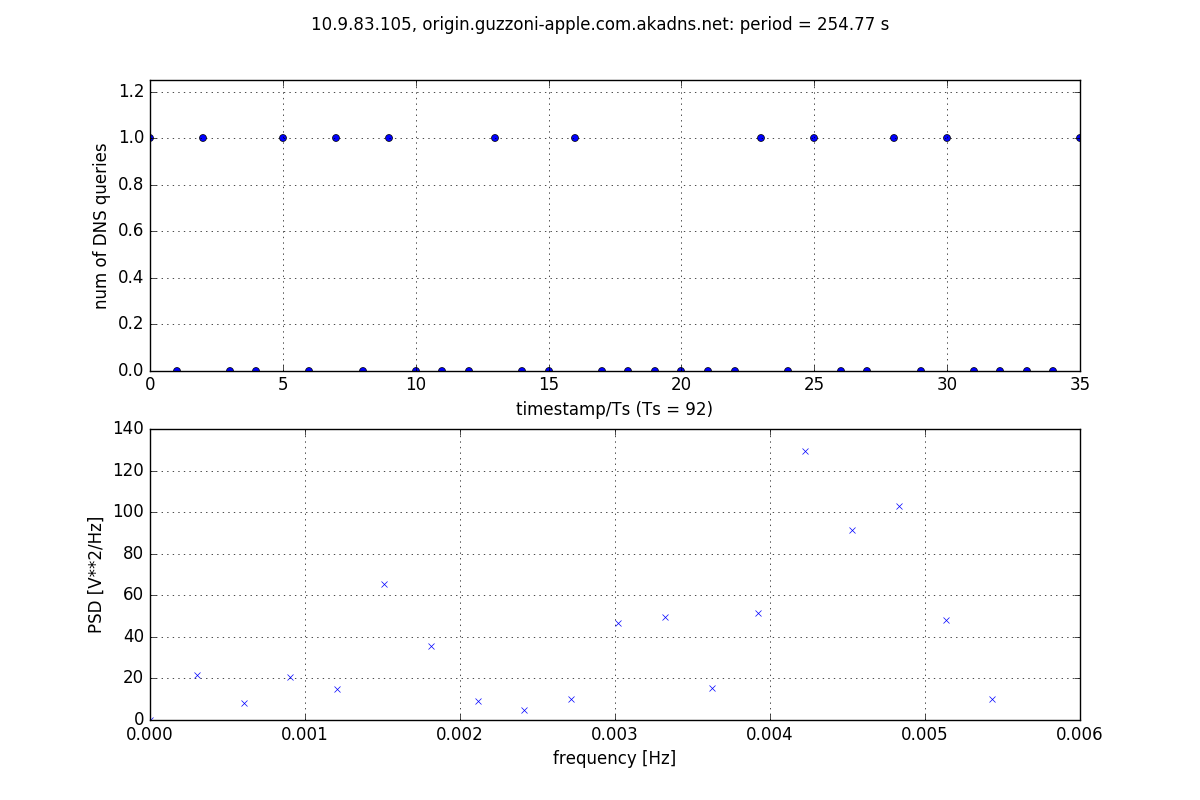 10.9.83.105, origin.guzzoni-apple.com.akadns.net: period = 254.77 s
1.2
1.0
0.8
0.6
0.4
0.2
0.0
num of DNS queries
0 5 10 15 20 25 30 35
timestamp/Ts (Ts = 92)
140
120
100
80
60
40
20
0
PSD [V**2/Hz]
0.000 0.001 0.002 0.003 0.004 0.005 0.006
frequency [Hz]